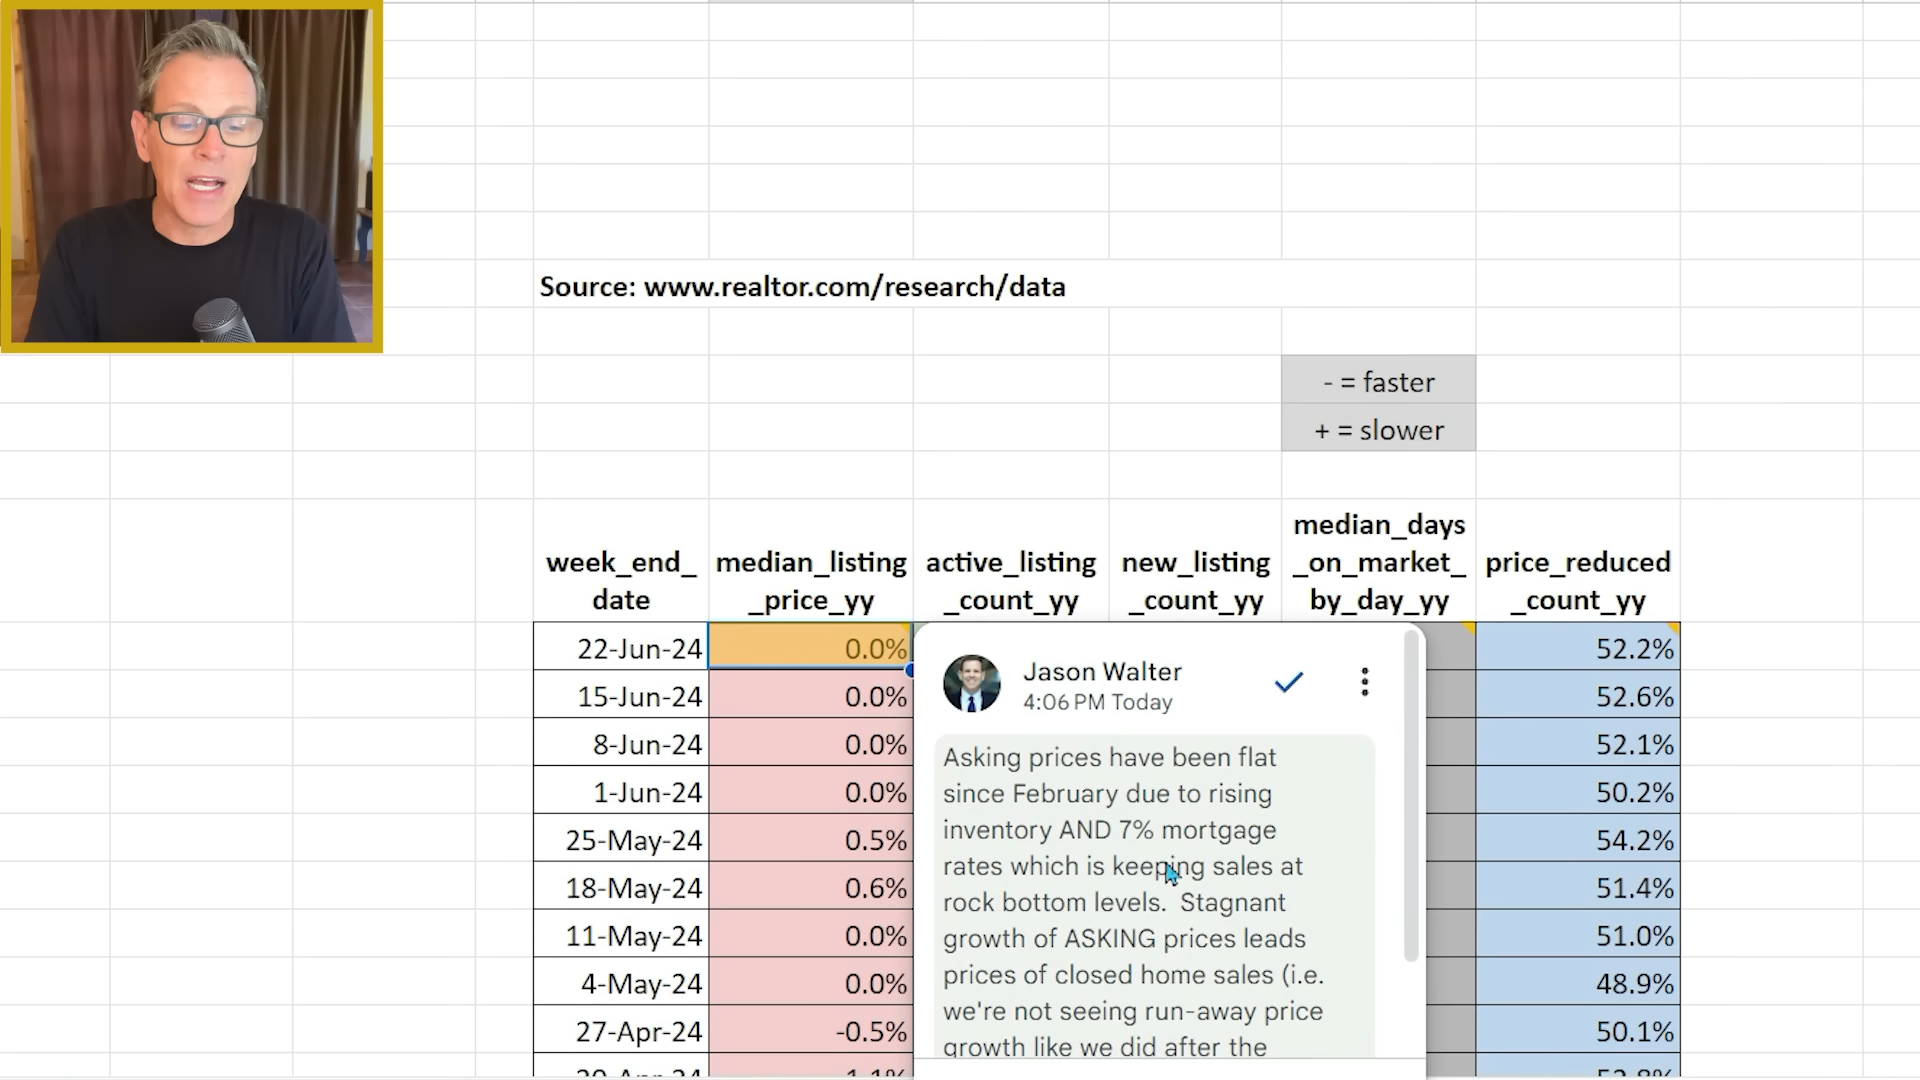 Source: www.realtor.com/research/data
- = faster
+ = slower
week_end_
date
median_listing
_price_yy
active_listing
_count_yy
new_listing
_count_yy
median_days
_on_market_
by_day_yy
price_reduced
_count_yy
22-Jun-24 0.0% 52.2%
15-Jun-24 0.0% 52.6%
8-Jun-24 0.0% 52.1%
1-Jun-24 0.0% 50.2%
25-May-24 0.5% 54.2%
18-May-24 0.6% 51.4%
11-May-24 0.0% 51.0%
4-May-24 0.0% 48.9%
27-Apr-24 -0.5% 50.1%
Jason Walter
4:06 PM Today
Asking prices have been flat
since February due to rising
inventory AND 7% mortgage
rates which is keeping sales at
rock bottom levels. Stagnant
growth of ASKING prices leads
prices of closed home sales (i.e.
we're not seeing run-away price
growth like we did after the